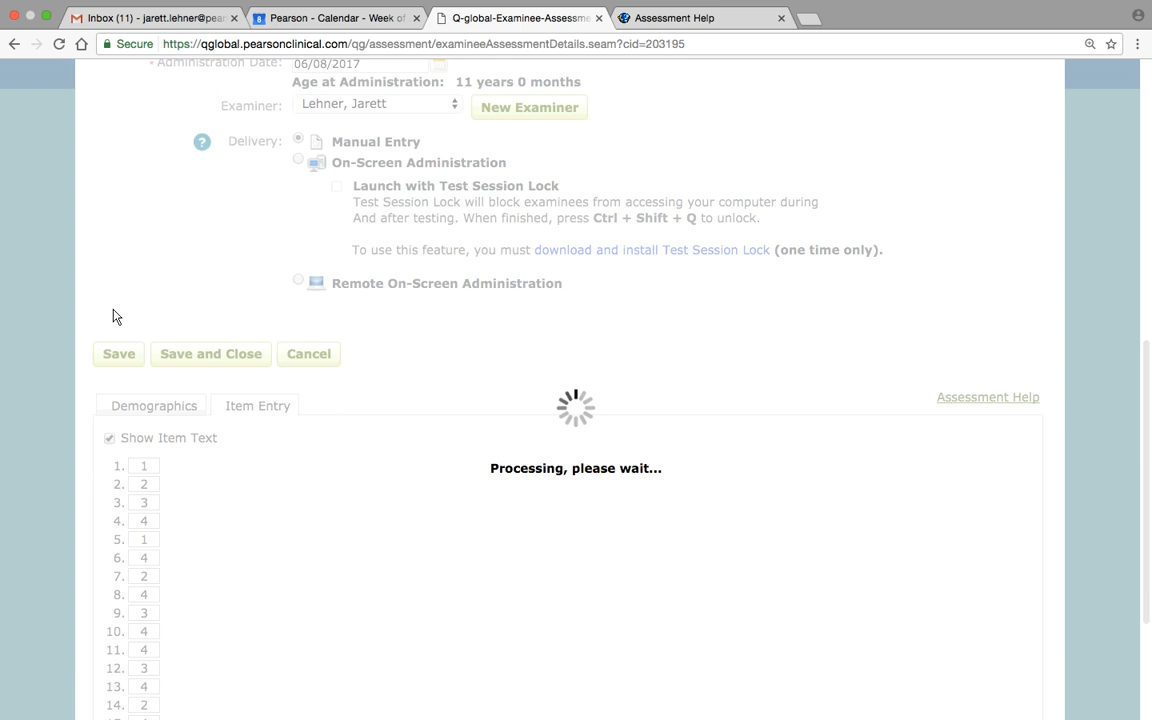 Inbox (11) - jarett.lehner@pear
Pearson - Calendar - Week of
Q-global-Examinee-Assessme
Assessment Help
Secure
https://qglobal.pearsonclinical.com/qg/assessment/examineeAssessmentDetails.seam?cid=203195
* Administration Date: 06/08/2017
Age at Administration: 11 years 0 months
Examiner: Lehner, Jarett New Examiner
? Delivery: Manual Entry
On-Screen Administration
Launch with Test Session Lock
Test Session Lock will block examinees from accessing your computer during
And after testing. When finished, press Ctrl + Shift + Q to unlock.
To use this feature, you must download and install Test Session Lock (one time only).
Remote On-Screen Administration
Save Save and Close Cancel
Demographics Item Entry Assessment Help
Show Item Text
Processing, please wait...
1. 1
2. 2
3. 3
4. 4
5. 1
6. 4
7. 2
8. 4
9. 3
10. 4
11. 4
12. 3
13. 4
14. 2